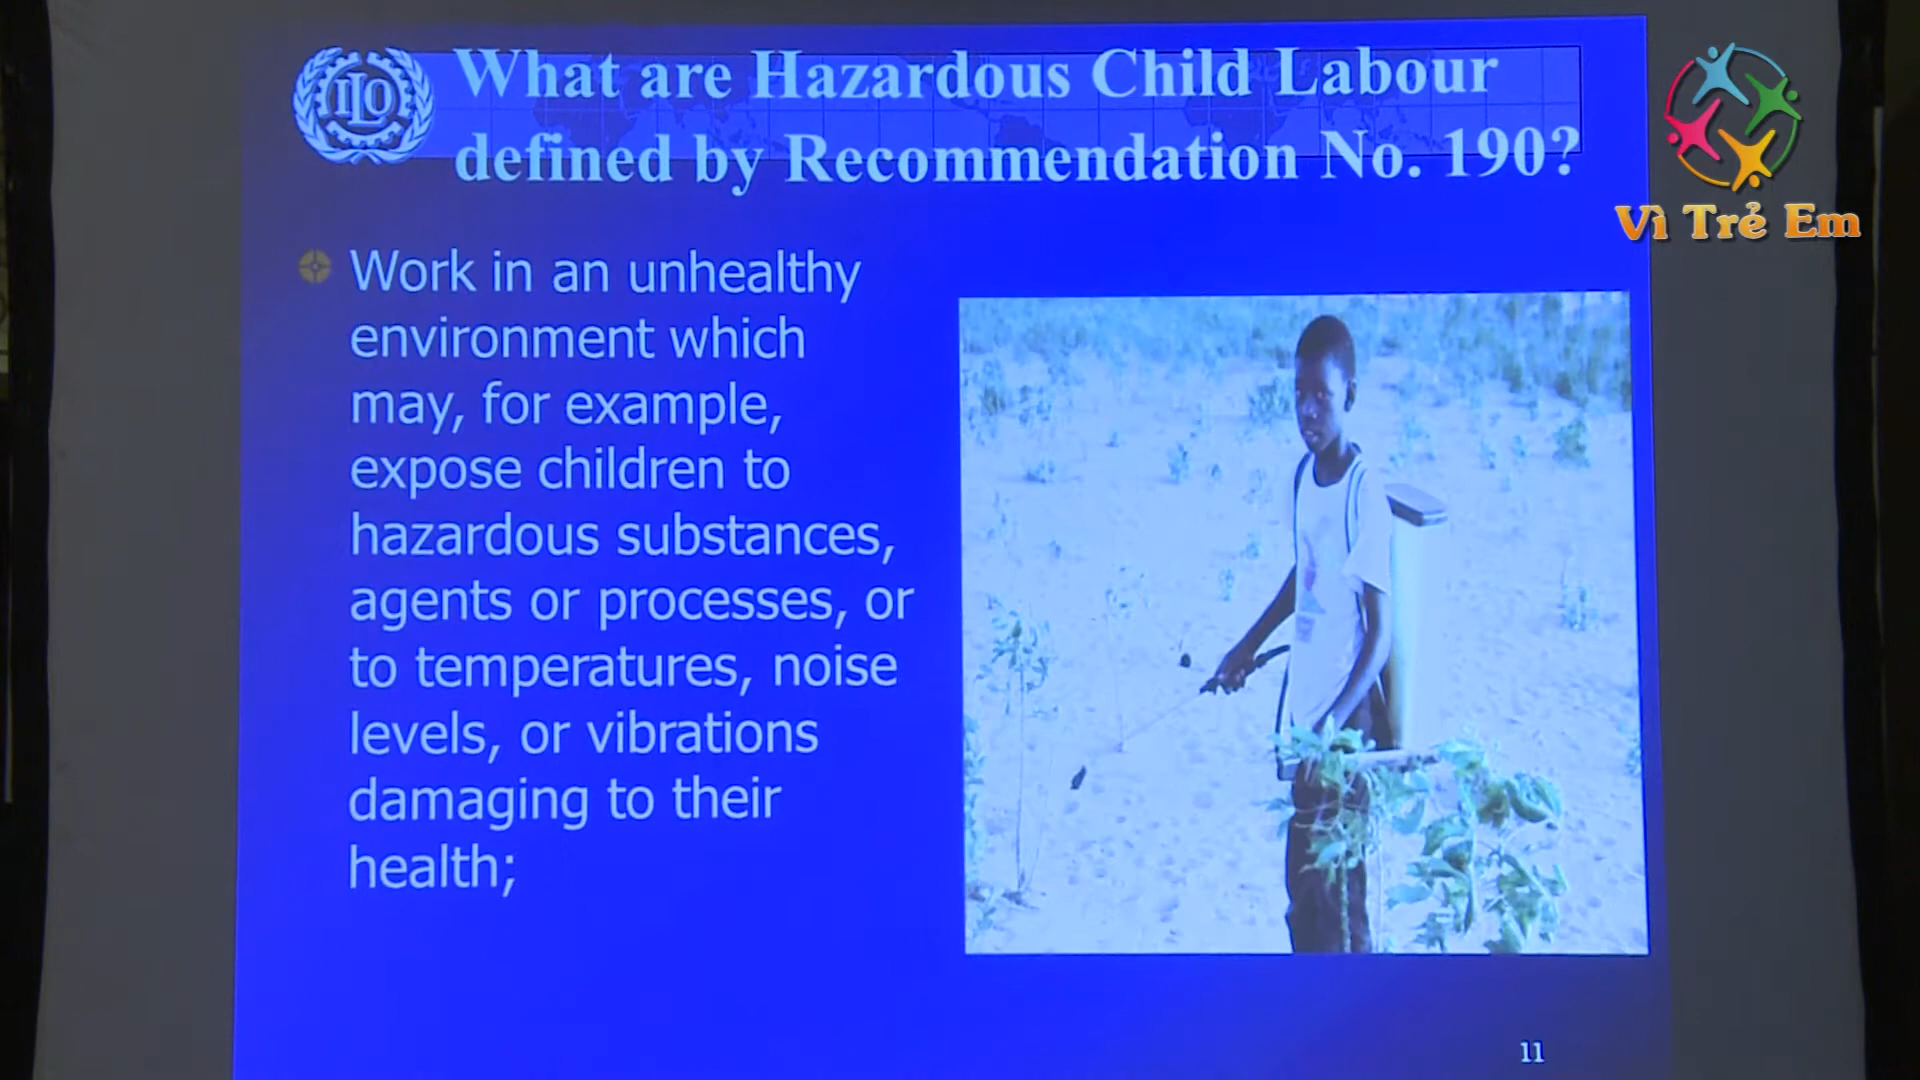 ILO
What are Hazardous Child Labour
defined by Recommendation No. 190?
Vì Trẻ Em
Work in an unhealthy
environment which
may, for example,
expose children to
hazardous substances,
agents or processes, or
to temperatures, noise
levels, or vibrations
damaging to their
health;
11